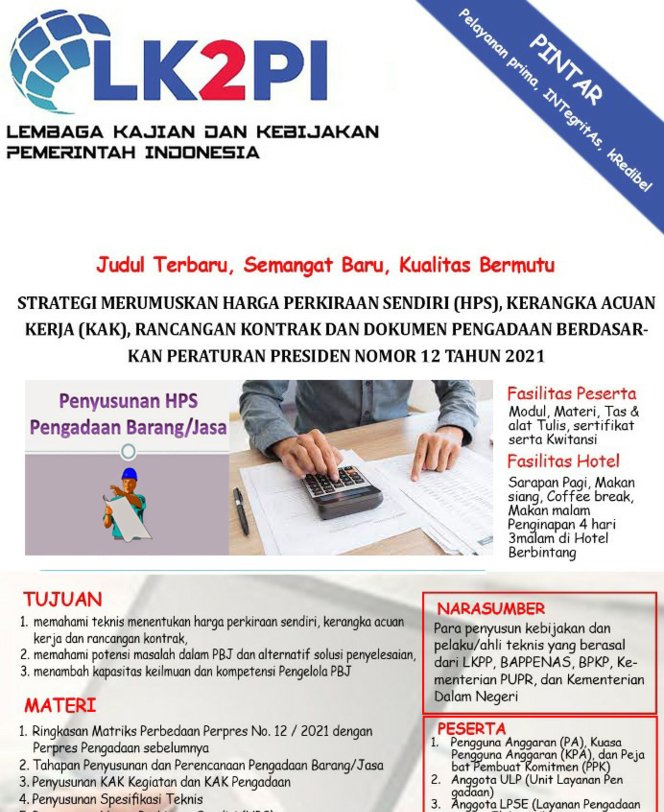 LK2PI
LEMBAGA KAJIAN DAN KEBIJAKAN
PEMERINTAH INDONESIA
PINTAR
Pelayanan prima, INTegritAs, kRedibel
Judul Terbaru, Semangat Baru, Kualitas Bermutu
STRATEGI MERUMUSKAN HARGA PERKIRAAN SENDIRI (HPS), KERANGKA ACUAN
KERJA (KAK), RANCANGAN KONTRAK DAN DOKUMEN PENGADAAN BERDASAR-
KAN PERATURAN PRESIDEN NOMOR 12 TAHUN 2021
Penyusunan HPS
Pengadaan Barang/Jasa
Fasilitas Peserta
Modul, Materi, Tas &
alat Tulis, sertifikat
serta Kwitansi
Fasilitas Hotel
Sarapan Pagi, Makan
siang, Coffee break,
Makan malam
Penginapan 4 hari
3malam di Hotel
Berbintang
TUJUAN
1. memahami teknis menentukan harga perkiraan sendiri, kerangka acuan
kerja dan rancangan kontrak,
2. memahami potensi masalah dalam PBJ dan alternatif solusi penyelesaian,
3. menambah kapasitas keilmuan dan kompetensi Pengelola PBJ
MATERI
1. Ringkasan Matriks Perbedaan Perpres No. 12 / 2021 dengan
Perpres Pengadaan sebelumnya
2. Tahapan Penyusunan dan Perencanaan Pengadaan Barang/Jasa
3. Penyusunan KAK Kegiatan dan KAK Pengadaan
4. Penyusunan Spesifikasi Teknis
NARASUMBER
Para penyusun kebijakan dan
pelaku/ahli teknis yang berasal
dari LKPP, BAPPENAS, BPKP, Ke-
menterian PUPR, dan Kementerian
Dalam Negeri
PESERTA
1. Pengguna Anggaran (PA), Kuasa
Pengguna Anggaran (KPA), dan Peja
bat Pembuat Komitmen (PPK)
2. Anggota ULP (Unit Layanan Pen
gadaan)
3. Anggota LPSE (Layanan Pengadaan